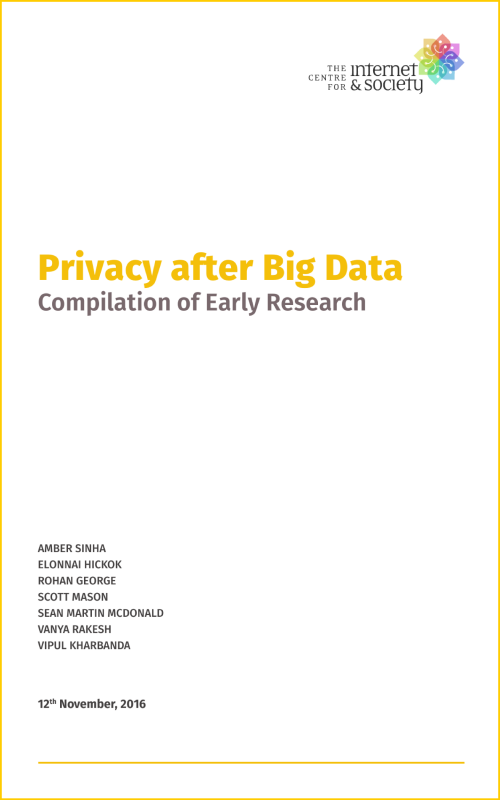 THE
CENTRE
FOR
internet
& society
Privacy after Big Data
Compilation of Early Research
AMBER SINHA
ELONNAI HICKOK
ROHAN GEORGE
SCOTT MASON
SEAN MARTIN MCDONALD
VANYA RAKESH
VIPUL KHARBANDA
12th November, 2016